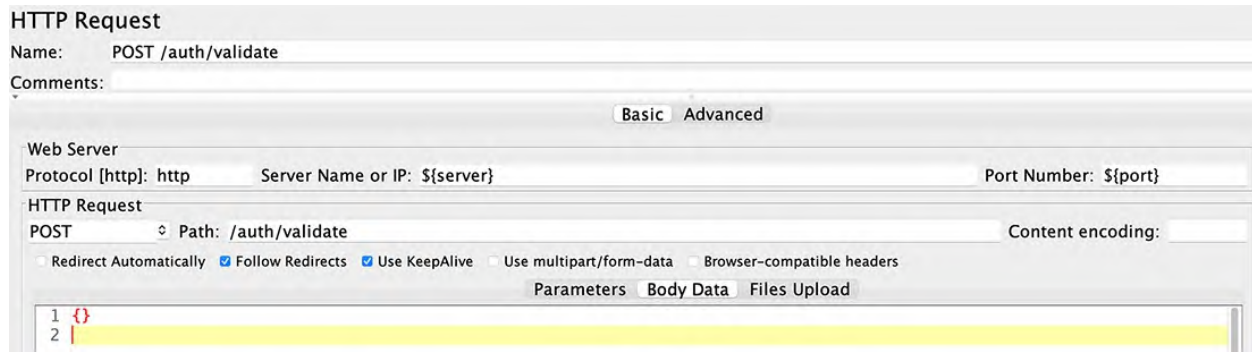 HTTP Request
Name: POST /auth/validate
Comments:
Basic Advanced
Web Server
Protocol [http]: http Server Name or IP: ${server} Port Number: ${port}
HTTP Request
POST Path: /auth/validate Content encoding:
Redirect Automatically Follow Redirects Use KeepAlive Use multipart/form-data Browser-compatible headers
Parameters Body Data Files Upload
1 {}
2